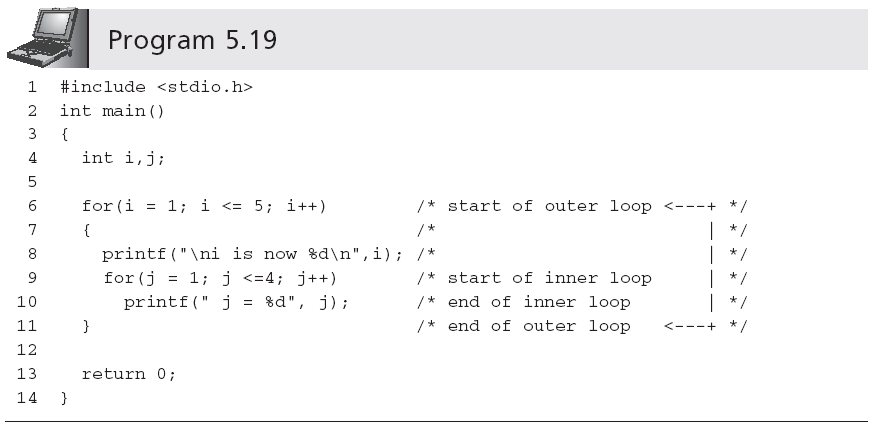 Program 5.19
1 #include <stdio.h>
2 int main()
3 {
4   int i,j;
5
6   for(i = 1; i <= 5; i++)        /* start of outer loop <---+ */
7   {                              /*                         | */
8     printf("\ni is now %d\n",i); /*                         | */
9     for(j = 1; j <=4; j++)       /* start of inner loop     | */
10      printf(" j = %d", j);      /* end of inner loop       | */
11  }                              /* end of outer loop   <---+ */
12
13  return 0;
14 }